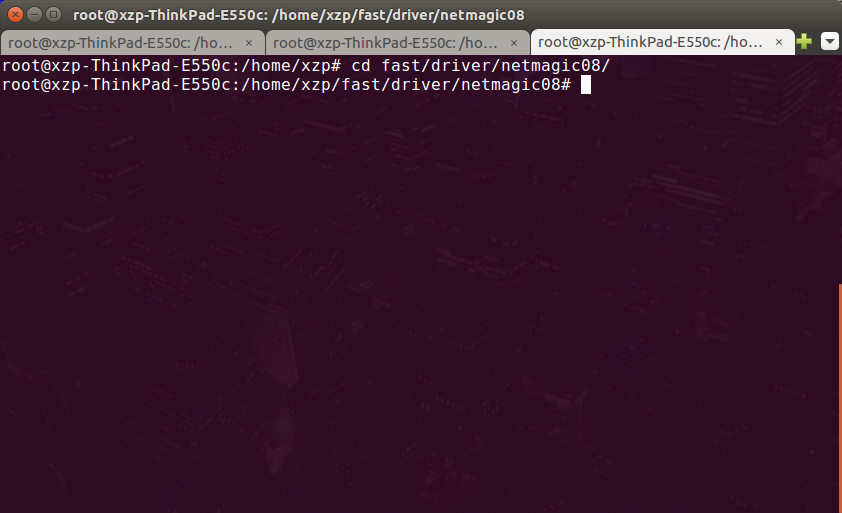 root@xzp-ThinkPad-E550c: /home/xzp/fast/driver/netmagic08
root@xzp-ThinkPad-E550c: /ho... × root@xzp-ThinkPad-E550c: /ho... × root@xzp-ThinkPad-E550c: /ho... ×
root@xzp-ThinkPad-E550c:/home/xzp# cd fast/driver/netmagic08/
root@xzp-ThinkPad-E550c:/home/xzp/fast/driver/netmagic08#